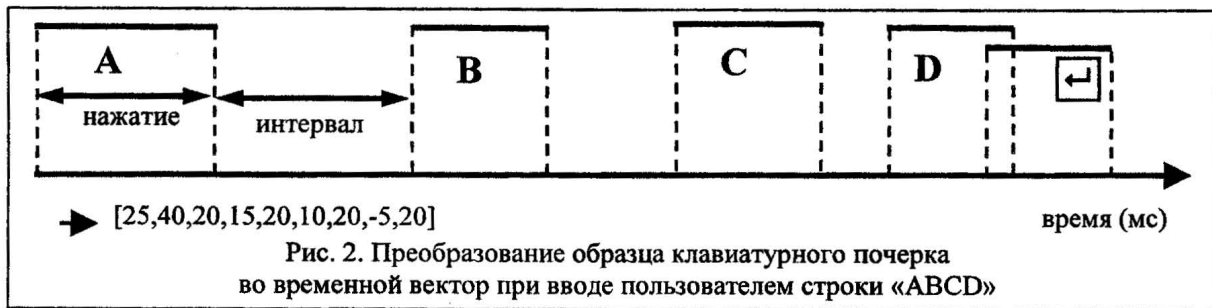 A
B
C
D
нажатие
интервал
[25,40,20,15,20,10,20,-5,20]
время (мс)
Рис. 2. Преобразование образца клавиатурного почерка
во временной вектор при вводе пользователем строки «ABCD»